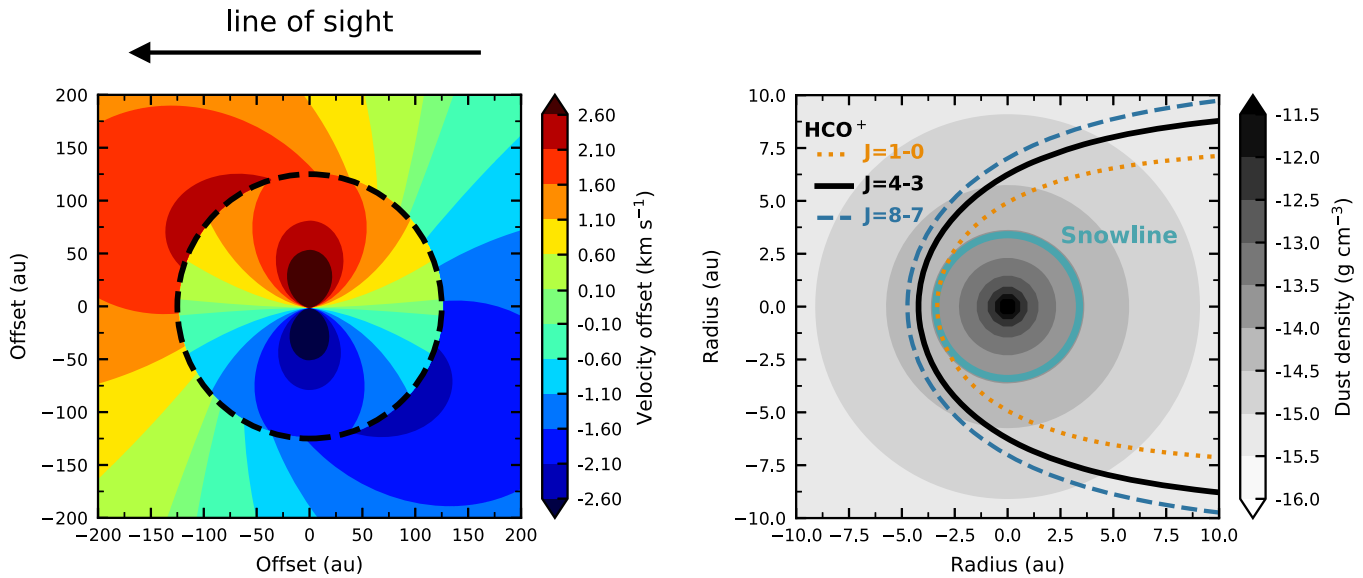 line of sight
200
150
100
50
0
−50
−100
−150
−200
Offset (au)
−200 −150 −100 −50 0 50 100 150 200
Offset (au)
2.60
2.10
1.60
1.10
0.60
0.10
-0.10
-0.60
-1.10
-1.60
-2.10
-2.60
Velocity offset (km s⁻¹)
10.0
7.5
5.0
2.5
0.0
−2.5
−5.0
−7.5
−10.0
Radius (au)
HCO⁺
J=1-0
J=4-3
J=8-7
Snowline
−10.0 −7.5 −5.0 −2.5 0.0 2.5 5.0 7.5 10.0
Radius (au)
-11.5
-12.0
-12.5
-13.0
-13.5
-14.0
-14.5
-15.0
-15.5
-16.0
Dust density (g cm⁻³)